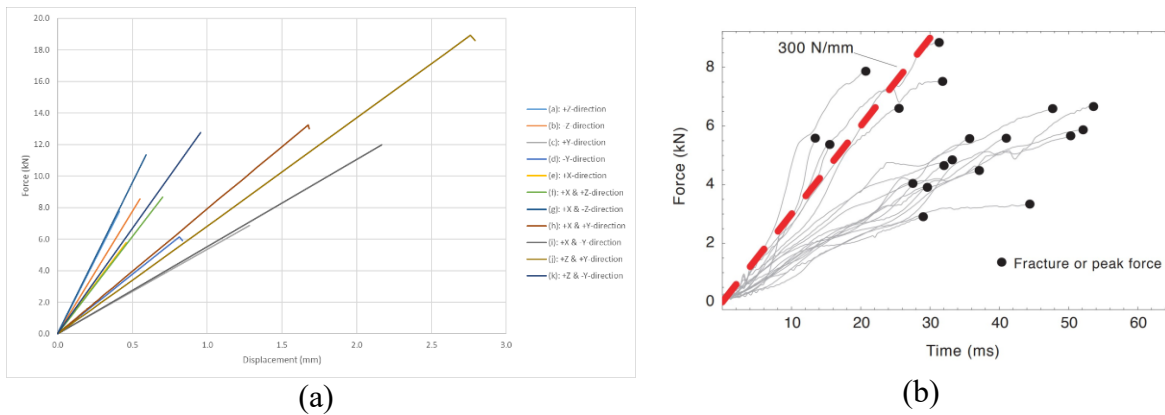 20.0
18.0
16.0
14.0
12.0
10.0
8.0
6.0
4.0
2.0
0.0
Force (kN)
0.0 0.5 1.0 1.5 2.0 2.5 3.0
Displacement (mm)
(a): +Z-direction
(b): -Z-direction
(c): +Y-direction
(d): -Y-direction
(e): +X-direction
(f): +X & +Z-direction
(g): +X & -Z-direction
(h): +X & +Y-direction
(i): +X & -Y-direction
(j): +Z & +Y-direction
(k): +Z & -Y-direction
(a)
300 N/mm
8
6
4
2
0
Force (kN)
Fracture or peak force
10 20 30 40 50 60
Time (ms)
(b)